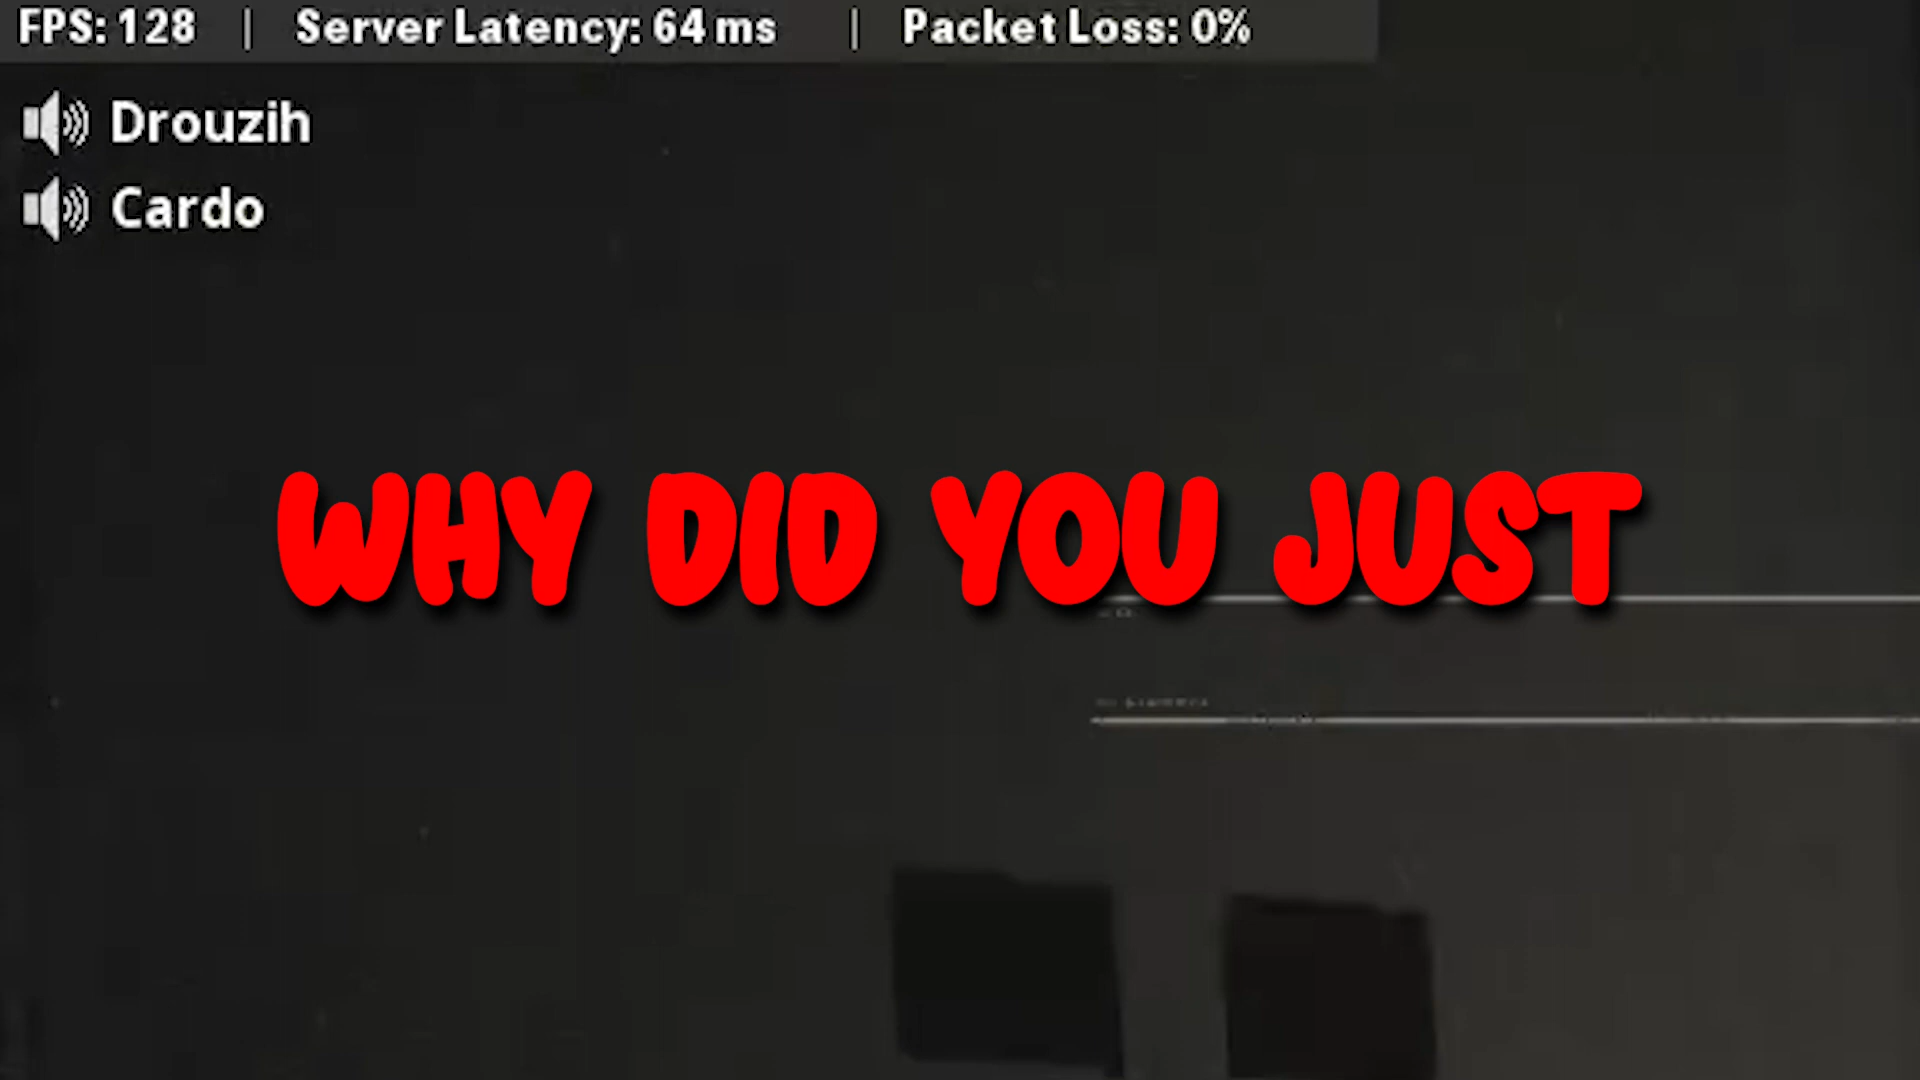 FPS: 128 | Server Latency: 64 ms | Packet Loss: 0%
Drouzih
Cardo
WHY DID YOU JUST